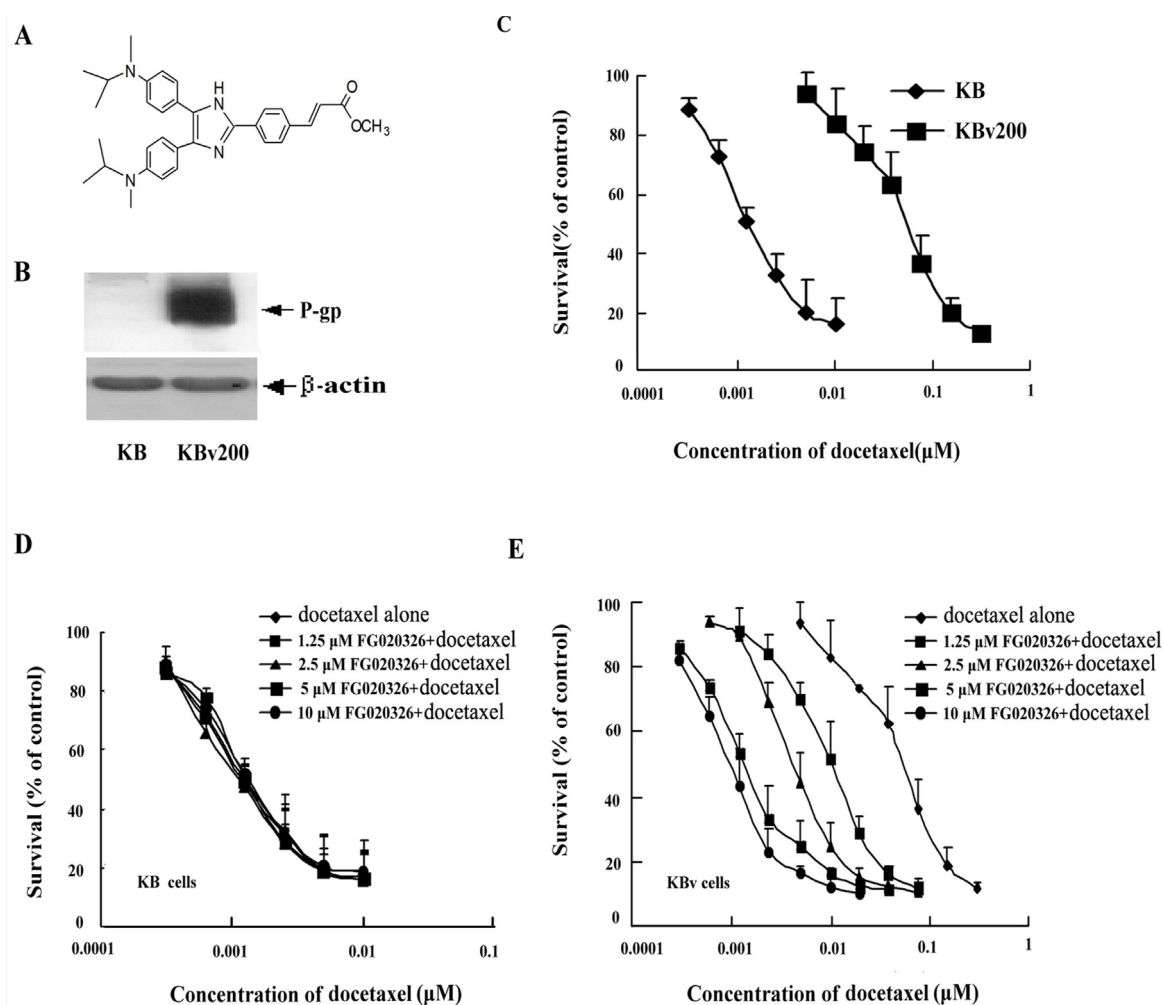 A
N
N
N
H
N
O
OCH3
B
P-gp
β-actin
KB KBv200
C
Survival(% of control)
100
80
60
40
20
0
KB
KBv200
0.0001 0.001 0.01 0.1 1
Concentration of docetaxel(µM)
D
Survival (% of control)
100
80
60
40
20
0
docetaxel alone
1.25 µM FG020326+docetaxel
2.5 µM FG020326+docetaxel
5 µM FG020326+docetaxel
10 µM FG020326+docetaxel
KB cells
0.0001 0.001 0.01 0.1
Concentration of docetaxel (µM)
E
Survival (% of control)
100
80
60
40
20
0
docetaxel alone
1.25 µM FG020326+docetaxel
2.5 µM FG020326+docetaxel
5 µM FG020326+docetaxel
10 µM FG020326+docetaxel
KBv cells
0.0001 0.001 0.01 0.1 1
Concentration of docetaxel (µM)